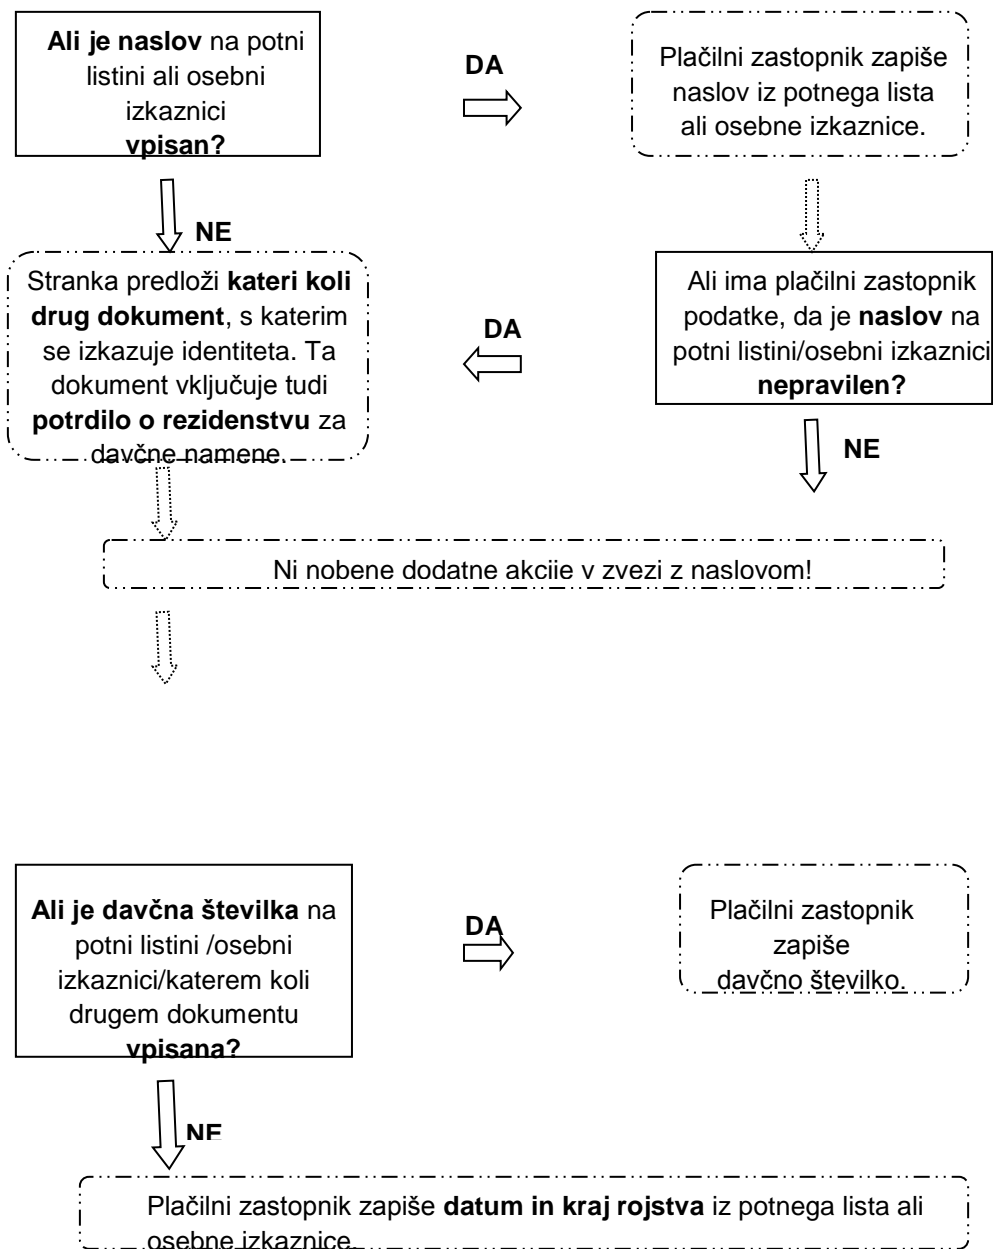 Ali je naslov na potni
listini ali osebni
izkaznici
vpisan?
DA
Plačilni zastopnik zapiše
naslov iz potnega lista
ali osebne izkaznice.
NE
Stranka predloži kateri koli
drug dokument, s katerim
se izkazuje identiteta. Ta
dokument vključuje tudi
potrdilo o rezidenstvu za
davčne namene.
DA
Ali ima plačilni zastopnik
podatke, da je naslov na
potni listini/osebni izkaznici
nepravilen?
NE
Ni nobene dodatne akcije v zvezi z naslovom!
Ali je davčna številka na
potni listini /osebni
izkaznici/katerem koli
drugem dokumentu
vpisana?
DA
Plačilni zastopnik
zapiše
davčno številko.
NE
Plačilni zastopnik zapiše datum in kraj rojstva iz potnega lista ali
osebne izkaznice.